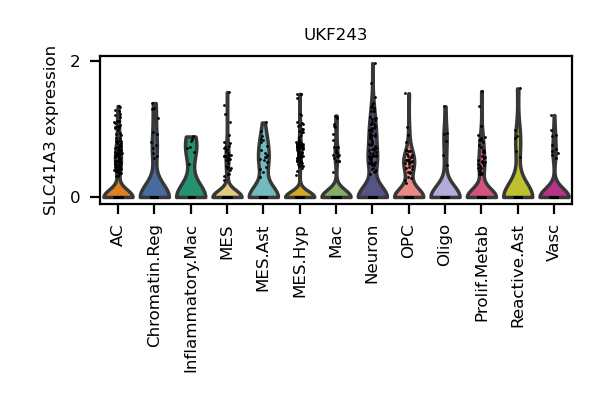 UKF243
SLC41A3 expression
2
0
AC
Chromatin.Reg
Inflammatory.Mac
MES
MES.Ast
MES.Hyp
Mac
Neuron
OPC
Oligo
Prolif.Metab
Reactive.Ast
Vasc